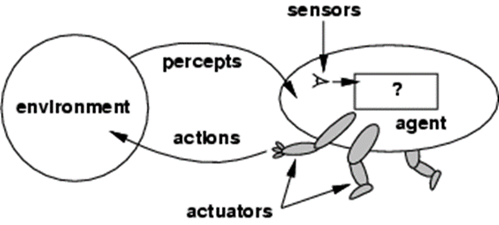 sensors
percepts
environment
?
agent
actions
actuators